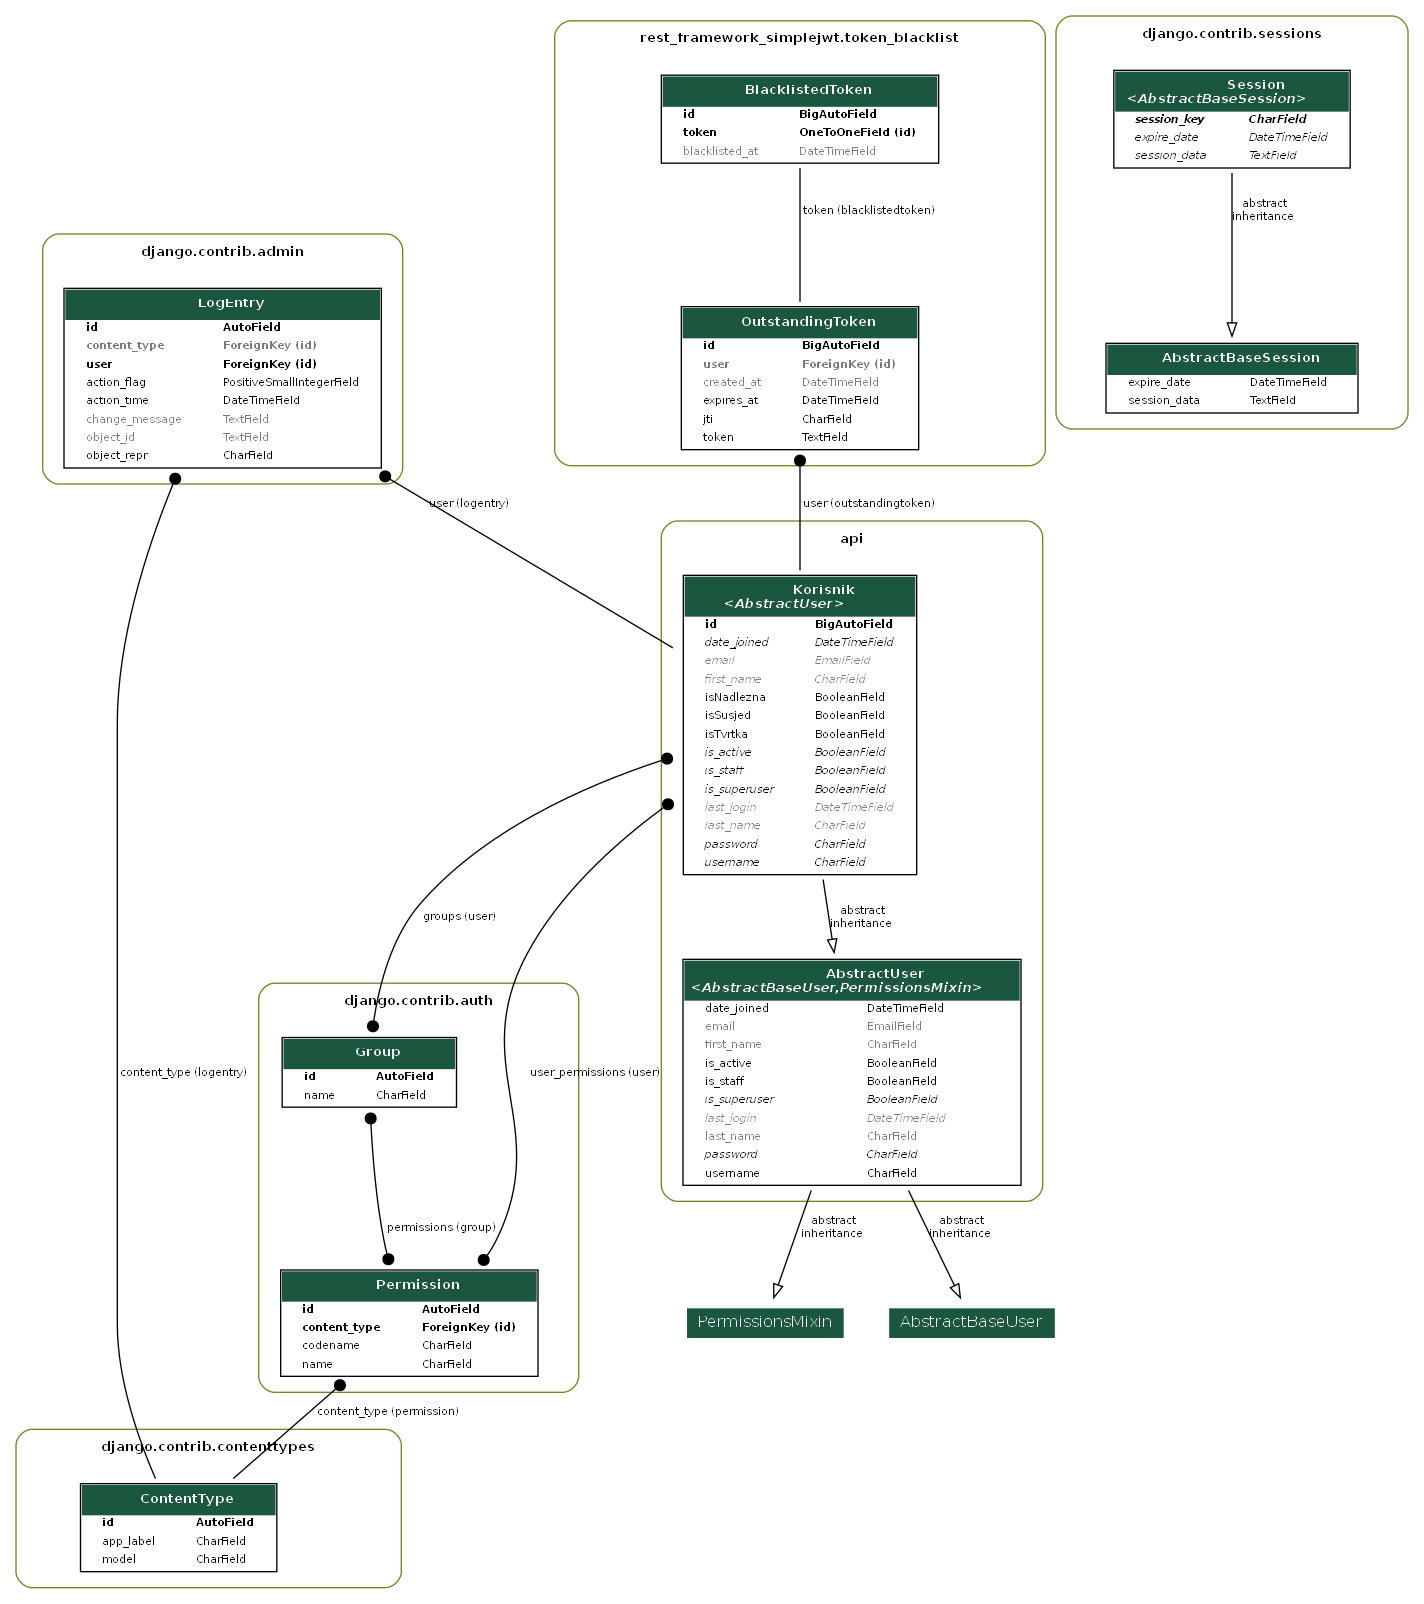 rest_framework_simplejwt.token_blacklist
BlacklistedToken
id BigAutoField
token OneToOneField (id)
blacklisted_at DateTimeField
token (blacklistedtoken)
OutstandingToken
id BigAutoField
user ForeignKey (id)
created_at DateTimeField
expires_at DateTimeField
jti CharField
token TextField
user (outstandingtoken)
django.contrib.sessions
Session
<AbstractBaseSession>
session_key CharField
expire_date DateTimeField
session_data TextField
abstract
inheritance
AbstractBaseSession
expire_date DateTimeField
session_data TextField
django.contrib.admin
LogEntry
id AutoField
content_type ForeignKey (id)
user ForeignKey (id)
action_flag PositiveSmallIntegerField
action_time DateTimeField
change_message TextField
object_id TextField
object_repr CharField
user (logentry)
api
Korisnik
<AbstractUser>
id BigAutoField
date_joined DateTimeField
email EmailField
first_name CharField
isNadlezna BooleanField
isSusjed BooleanField
isTvrtka BooleanField
is_active BooleanField
is_staff BooleanField
is_superuser BooleanField
last_login DateTimeField
last_name CharField
password CharField
username CharField
abstract
inheritance
AbstractUser
<AbstractBaseUser,PermissionsMixin>
date_joined DateTimeField
email EmailField
first_name CharField
is_active BooleanField
is_staff BooleanField
is_superuser BooleanField
last_login DateTimeField
last_name CharField
password CharField
username CharField
abstract
inheritance
abstract
inheritance
PermissionsMixin
AbstractBaseUser
groups (user)
django.contrib.auth
Group
id AutoField
name CharField
content_type (logentry)
user_permissions (user)
permissions (group)
Permission
id AutoField
content_type ForeignKey (id)
codename CharField
name CharField
content_type (permission)
django.contrib.contenttypes
ContentType
id AutoField
app_label CharField
model CharField